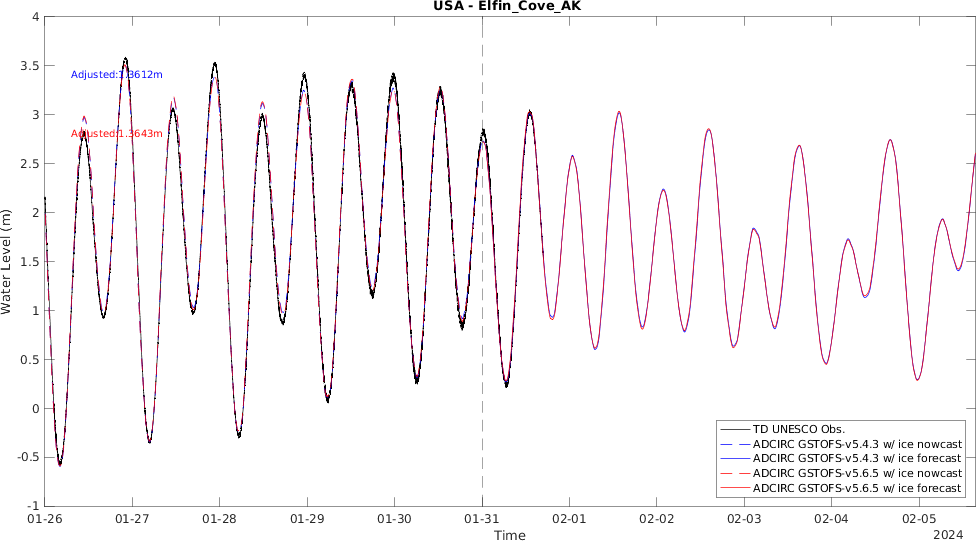 USA - Elfin_Cove_AK
4
3.5
3
2.5
2
1.5
1
0.5
0
-0.5
-1
Water Level (m)
Adjusted:1.3612m
Adjusted:1.3643m
TD UNESCO Obs.
ADCIRC GSTOFS-v5.4.3 w/ ice nowcast
ADCIRC GSTOFS-v5.4.3 w/ ice forecast
ADCIRC GSTOFS-v5.6.5 w/ ice nowcast
ADCIRC GSTOFS-v5.6.5 w/ ice forecast
01-26 01-27 01-28 01-29 01-30 01-31 02-01 02-02 02-03 02-04 02-05
Time
2024